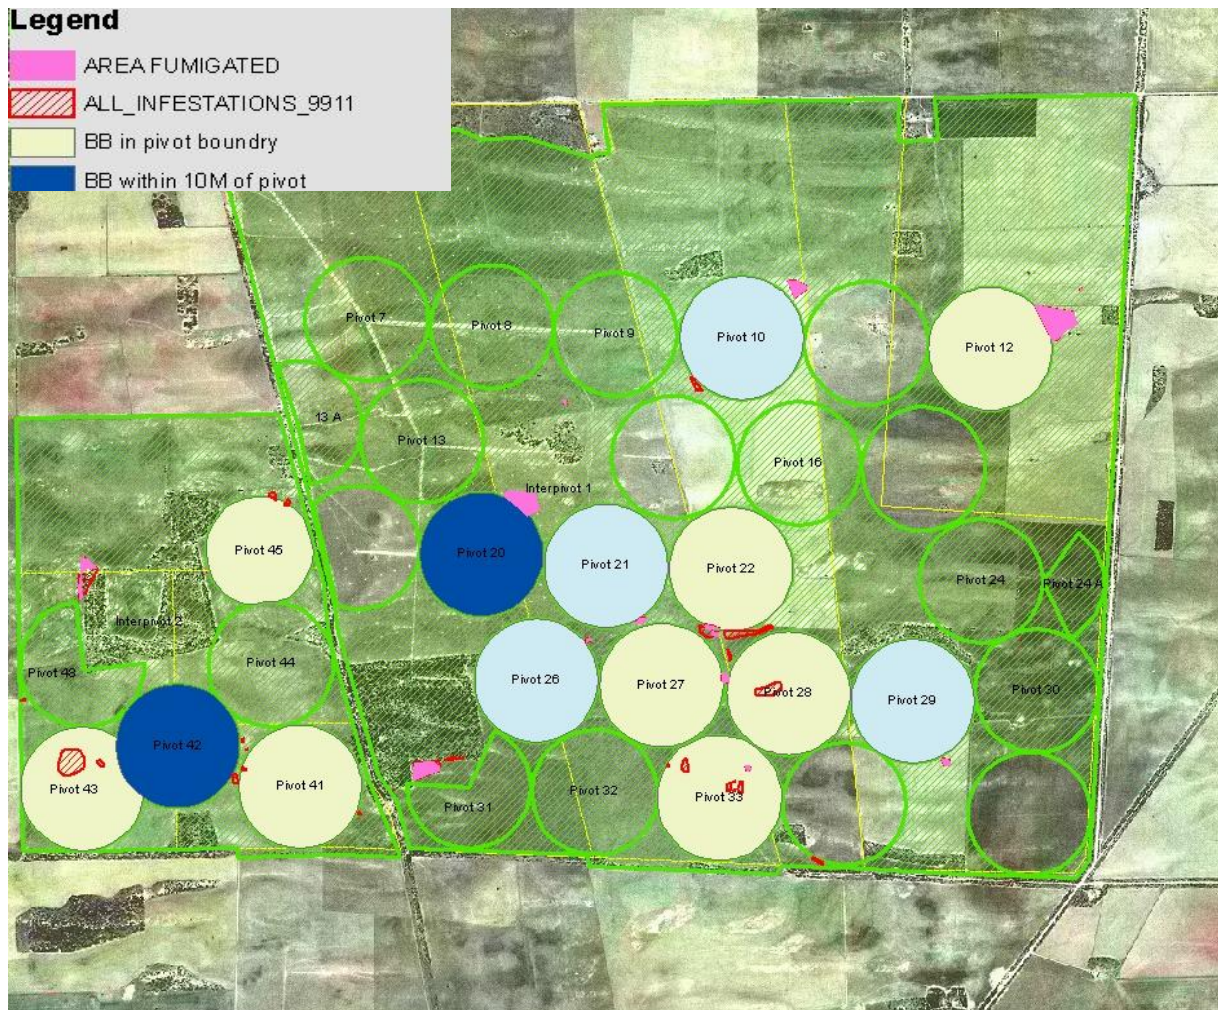 Legend
AREA FUMIGATED
ALL_INFESTATIONS_9911
BB in pivot boundry
BB within 10M of pivot
Pivot 7
Pivot 8
Pivot 9
Pivot 10
Pivot 12
13 A
Pivot 13
Pivot 16
Interpivot 1
Pivot 45
Pivot 20
Pivot 21
Pivot 22
Pivot 24
Pivot 24 A
Interpivot 2
Pivot 48
Pivot 44
Pivot 26
Pivot 27
Pivot 28
Pivot 29
Pivot 30
Pivot 42
Pivot 43
Pivot 41
Pivot 31
Pivot 32
Pivot 33